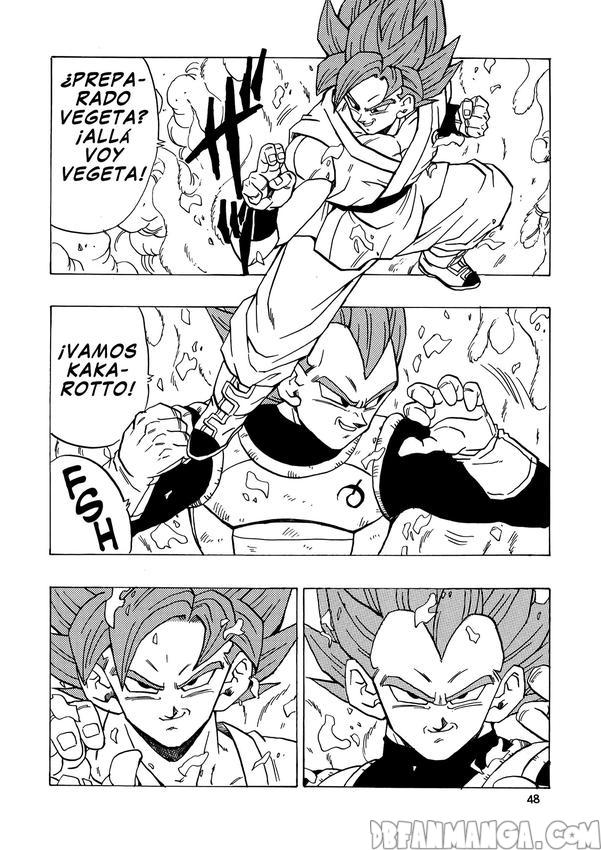 ¿PREPA-
RADO
VEGETA?
¡ALLÁ
VOY
VEGETA!
¡VAMOS
KAKA-
ROTTO!
FSH
48
DBFANMANGA.COM